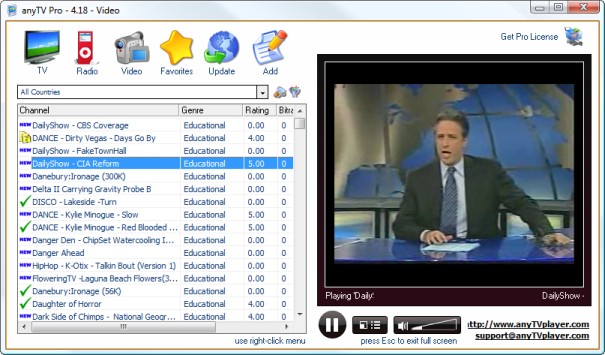 anyTV Pro - 4.18 - Video
TV
Radio
Video
Favorites
Update
Add
Get Pro License
All Countries
Channel Genre Rating Bitra
NEW DailyShow - CBS Coverage Educational 0.00 0
DANCE - Dirty Vegas - Days Go By Educational 4.00 0
NEW DailyShow - FakeTownHall Educational 0.00 0
NEW DailyShow - CIA Reform Educational 5.00 0
NEW Danebury:Ironage (300K) Educational 0.00 0
NEW Delta II Carrying Gravity Probe B Educational 0.00 0
DISCO - Lakeside -Turn Educational 0.00 0
NEW DANCE - Kylie Minogue - Slow Educational 5.00 0
DANCE - Kylie Minogue - Red Blooded ... Educational 5.00 0
NEW Danger Den - ChipSet Watercooling I... Educational 0.00 0
NEW Danger Ahead Educational 0.00 0
NEW HipHop - K-Otix - Talkin Bout (Version 1) Educational 0.00 0
NEW FloweringTV -Laguna Beach Flowers(3... Educational 0.00 0
Danebury:Ironage (56K) Educational 0.00 0
Daughter of Horror Educational 4.00 0
NEW Dark Side of Chimps - National Geogr... Educational 4.00 0
use right-click menu
Playing 'Daily:
DailyShow -
press Esc to exit full screen
http://www.anyTVplayer.com
support@anyTVplayer.com